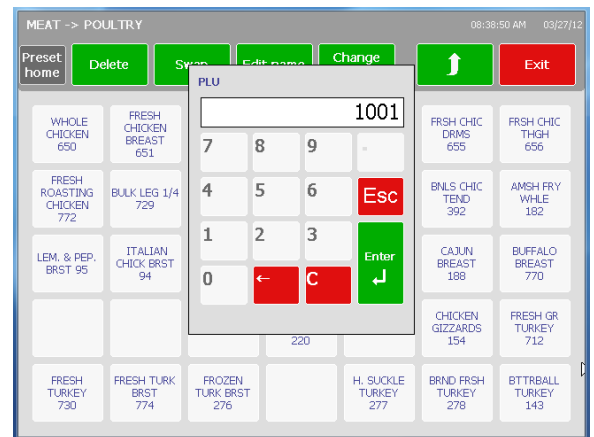 MEAT -> POULTRY
08:38:50 AM 03/27/12
Preset
home
Delete
Edit name
Change
Exit
PLU
1001
7 8 9
4 5 6 Esc
1 2 3
Enter
0 ← C
WHOLE
CHICKEN
650
FRESH
CHICKEN
BREAST
651
FRSH CHIC
DRMS
655
FRSH CHIC
THGH
656
FRESH
ROASTING
CHICKEN
772
BULK LEG 1/4
729
BNLS CHIC
TEND
392
AMSH FRY
WHLE
182
LEM. & PEP.
BRST 95
ITALIAN
CHICK BRST
94
CAJUN
BREAST
188
BUFFALO
BREAST
770
220
CHICKEN
GIZZARDS
154
FRESH GR
TURKEY
712
FRESH
TURKEY
730
FRESH TURK
BRST
774
FROZEN
TURK BRST
276
H. SUCKLE
TURKEY
277
BRND FRSH
TURKEY
278
BTTRBALL
TURKEY
143